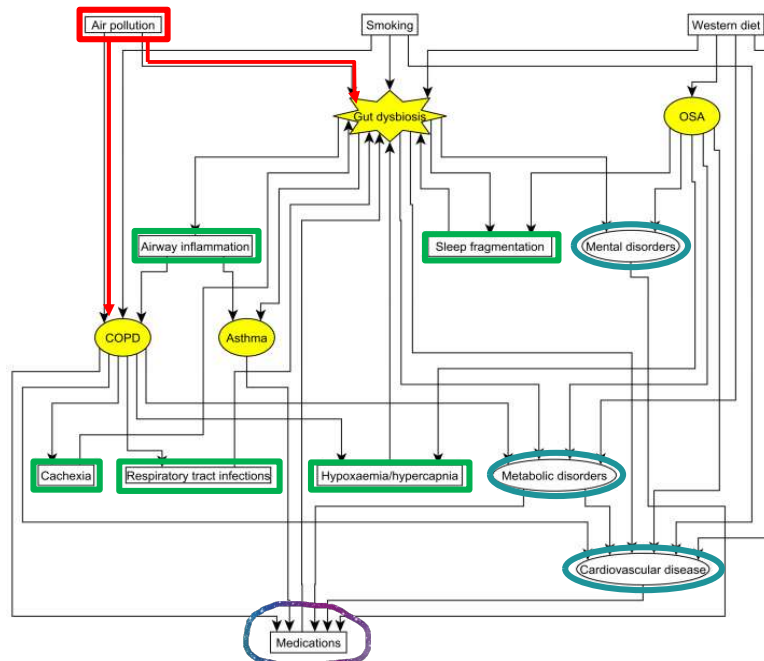 Air pollution
Smoking
Western diet
Gut dysbiosis
OSA
Airway inflammation
Sleep fragmentation
Mental disorders
COPD
Asthma
Cachexia
Respiratory tract infections
Hypoxaemia/hypercapnia
Metabolic disorders
Cardiovascular disease
Medications